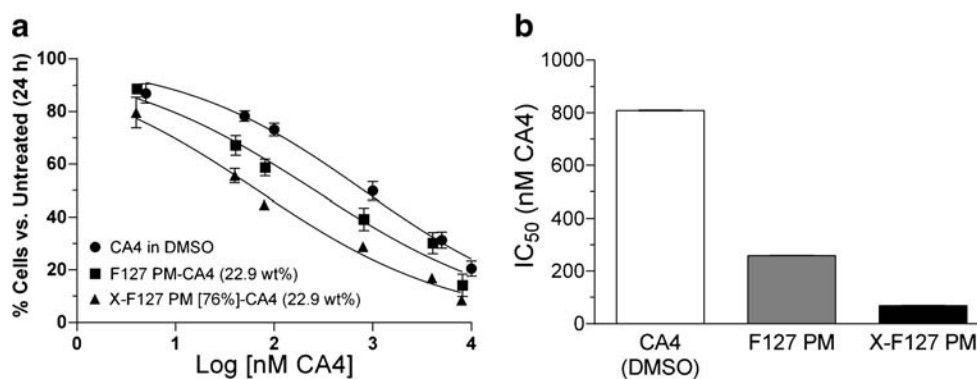 a
% Cells vs. Untreated (24 h)
100
80
60
40
20
0
CA4 in DMSO
F127 PM-CA4 (22.9 wt%)
X-F127 PM [76%]-CA4 (22.9 wt%)
0 1 2 3 4
Log [nM CA4]
b
IC50 (nM CA4)
1000
800
600
400
200
0
CA4
(DMSO)
F127 PM
X-F127 PM